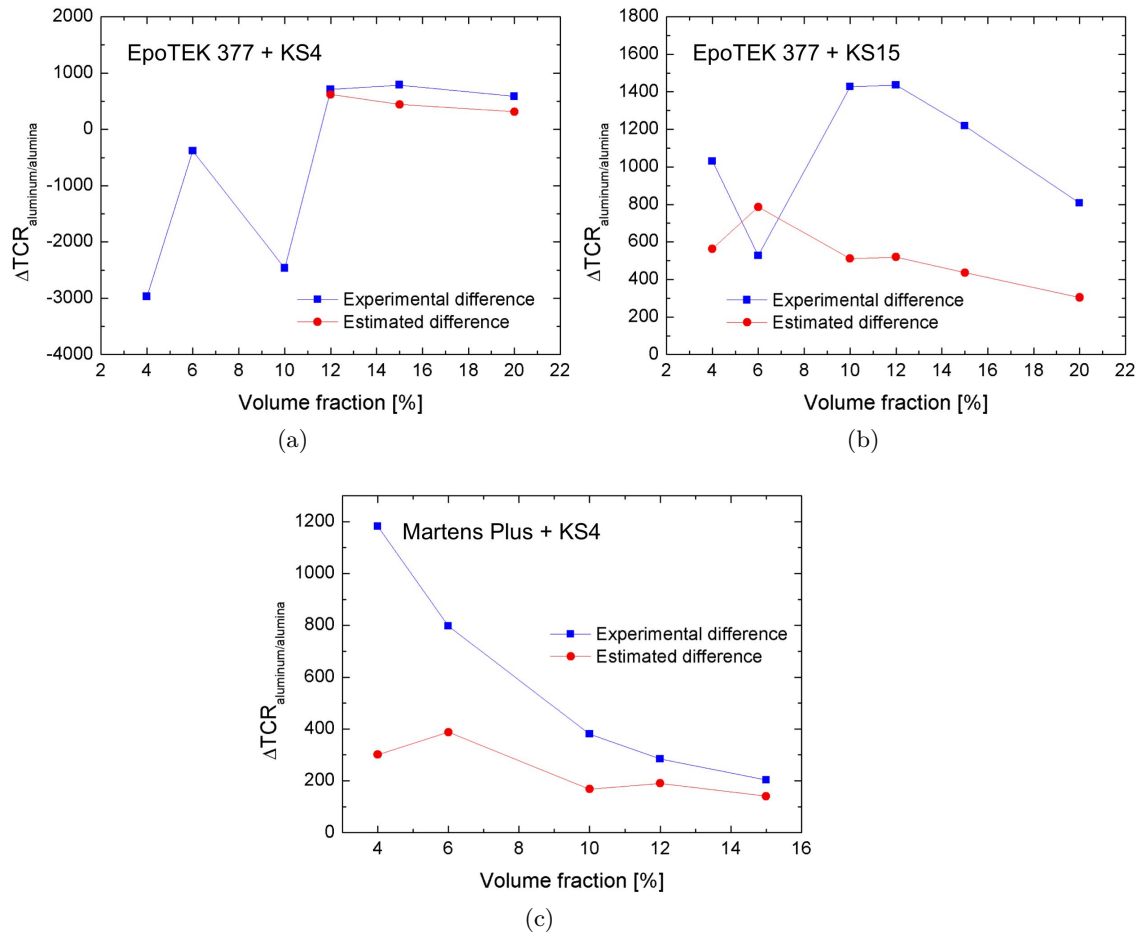 2000
1000
0
-1000
-2000
-3000
-4000
EpoTEK 377 + KS4
ΔTCRaluminum/alumina
Experimental difference
Estimated difference
2 4 6 8 10 12 14 16 18 20 22
Volume fraction [%]
(a)
1800
1600
1400
1200
1000
800
600
400
200
0
EpoTEK 377 + KS15
ΔTCRaluminum/alumina
Experimental difference
Estimated difference
2 4 6 8 10 12 14 16 18 20 22
Volume fraction [%]
(b)
1200
1000
800
600
400
200
0
Martens Plus + KS4
ΔTCRaluminum/alumina
Experimental difference
Estimated difference
4 6 8 10 12 14 16
Volume fraction [%]
(c)